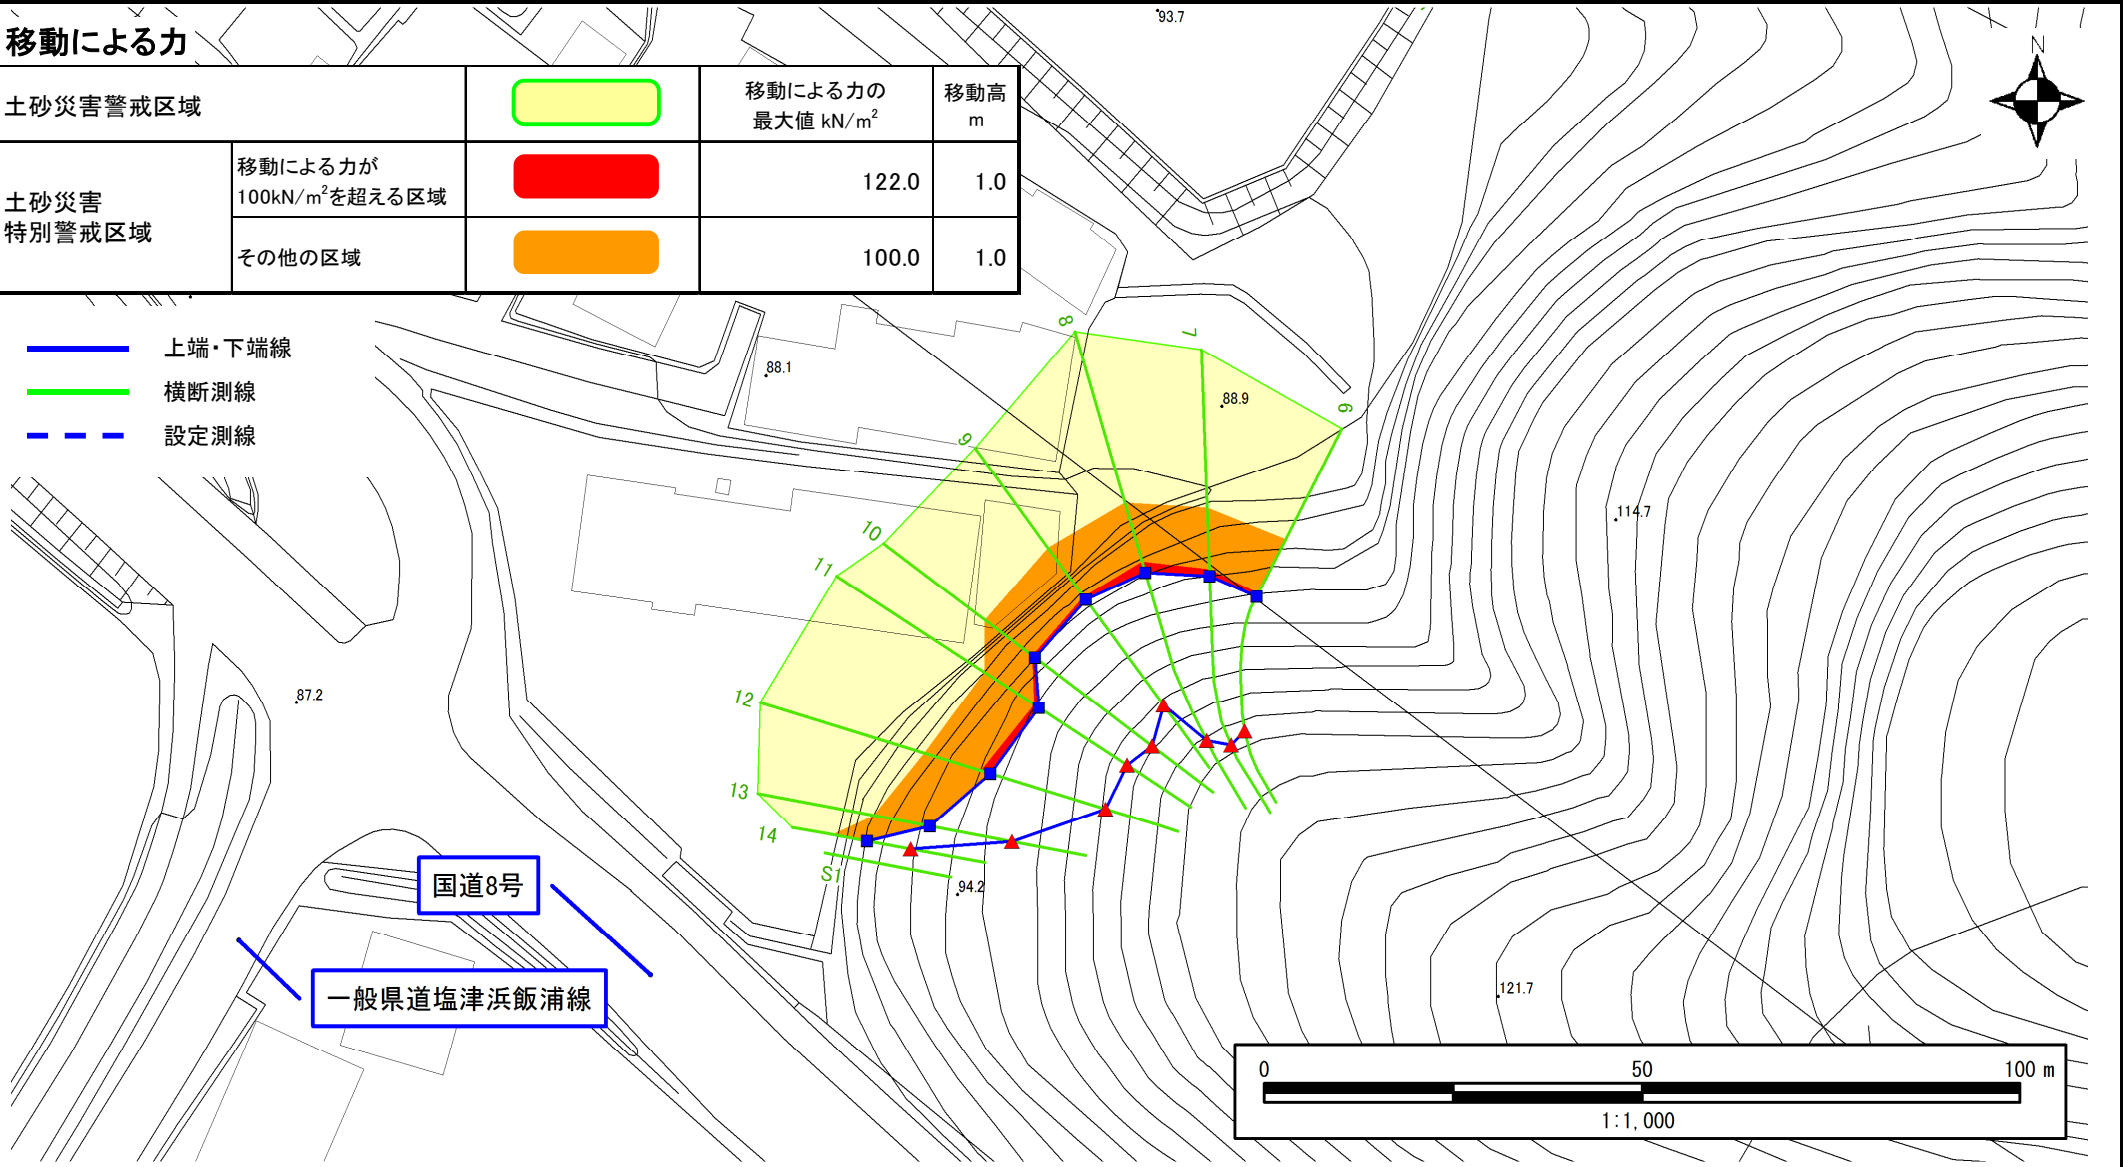 移動による力
土砂災害警戒区域
移動による力の
最大値 kN/m²
移動高
m
土砂災害
特別警戒区域
移動による力が
100kN/m²を超える区域
122.0
1.0
その他の区域
100.0
1.0
上端・下端線
横断測線
設定測線
N
93.7
88.1
88.9
114.7
87.2
94.2
121.7
8
7
6
9
10
11
12
13
14
S1
国道8号
一般県道塩津浜飯浦線
0
50
100 m
1:1,000